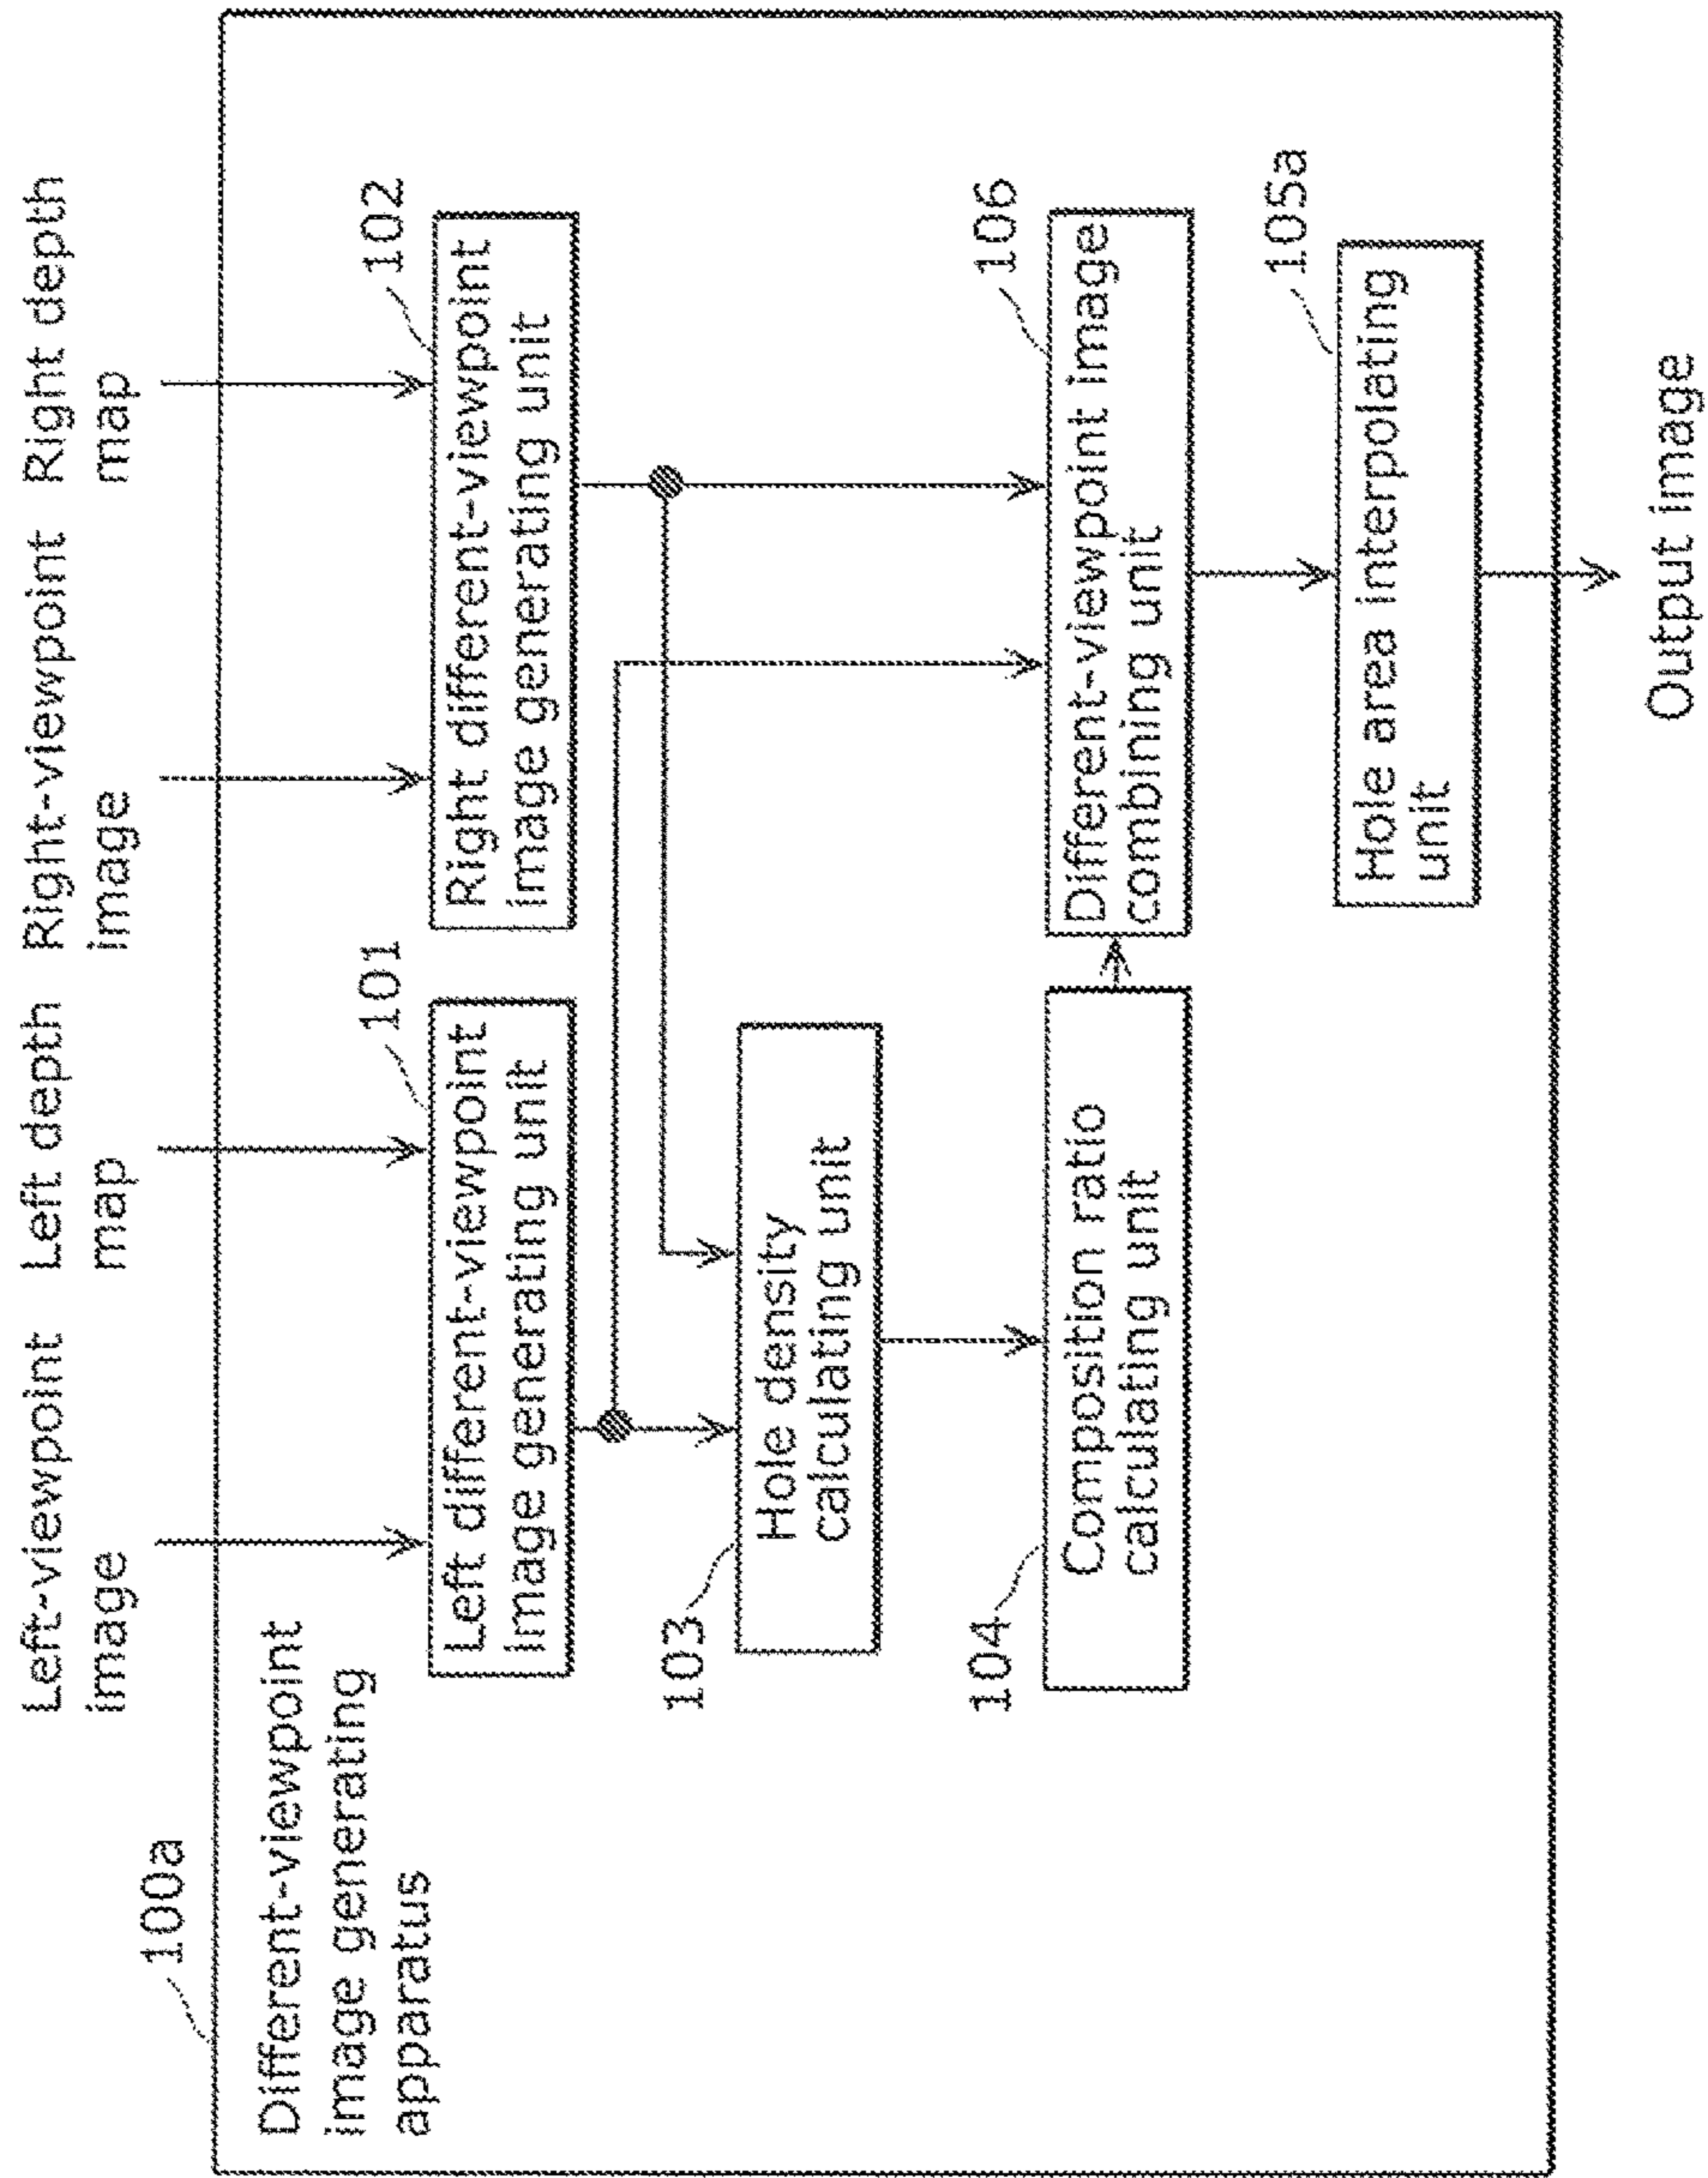 Left-viewpoint
image
Left depth
map
Right-viewpoint
image
Right depth
map
100a
Different-viewpoint
image generating
apparatus
101
Left different-viewpoint
image generating unit
102
Right different-viewpoint
image generating unit
103
Hole density
calculating unit
104
Composition ratio
calculating unit
106
Different-viewpoint image
combining unit
105a
Hole area interpolating
unit
Output image